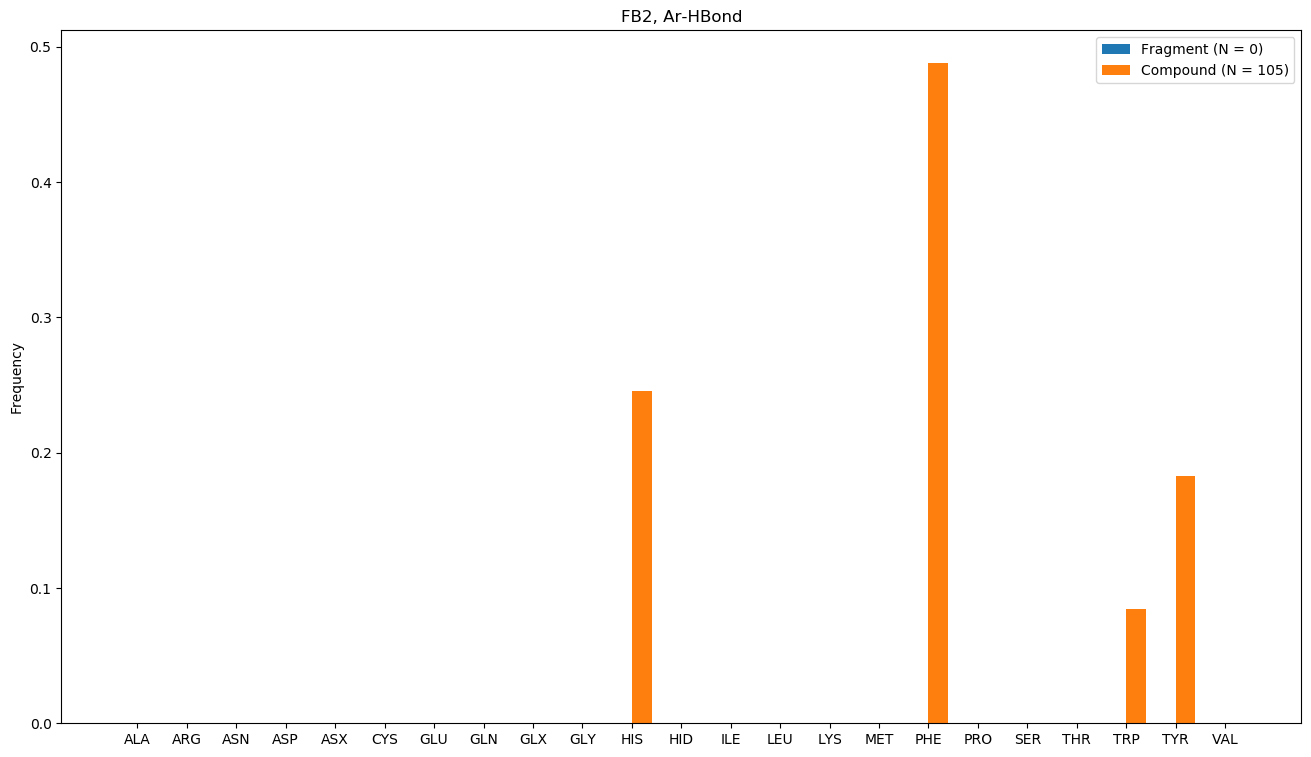 FB2, Ar-HBond
Fragment (N = 0)
Compound (N = 105)
Frequency
0.5
0.4
0.3
0.2
0.1
0.0
ALA ARG ASN ASP ASX CYS GLU GLN GLX GLY HIS HID ILE LEU LYS MET PHE PRO SER THR TRP TYR VAL